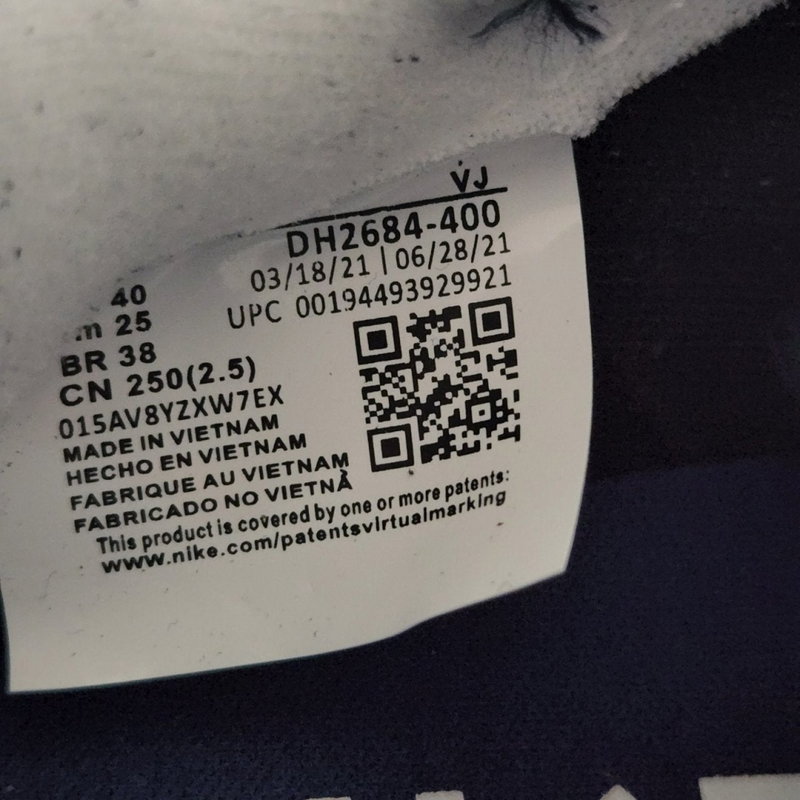 VJ
DH2684-400
03/18/21 | 06/28/21
UPC 00194493929921
40
m 25
BR 38
CN 250(2.5)
015AV8YZXW7EX
MADE IN VIETNAM
HECHO EN VIETNAM
FABRIQUE AU VIETNAM
FABRICADO NO VIETNÃ
This product is covered by one or more patents:
www.nike.com/patentsvirtualmarking